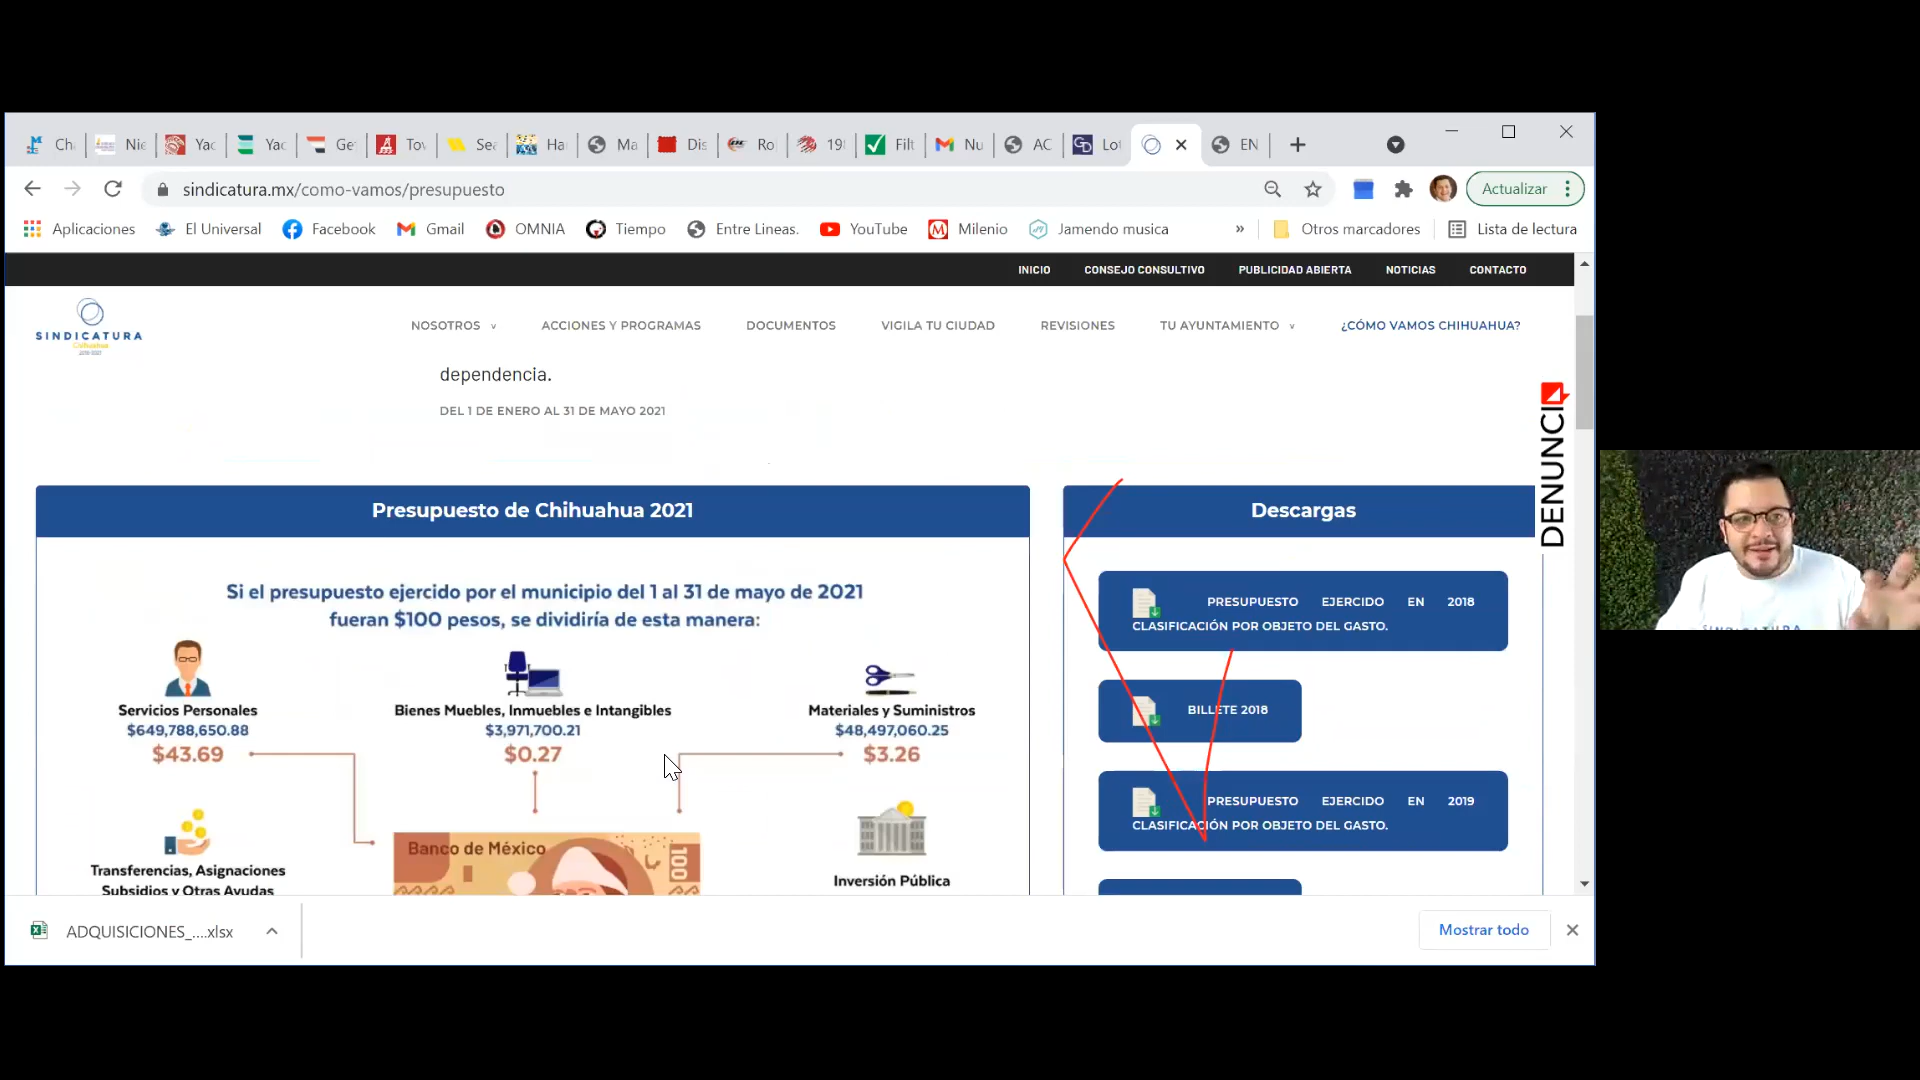 Ch
Nie
Yac
Yac
Ge
Tov
Sea
Ha
Ma
Dis
Ro
19
Filt
Nu
AC
Lot
EN
sindicatura.mx/como-vamos/presupuesto
Actualizar
Aplicaciones
El Universal
Facebook
Gmail
OMNIA
Tiempo
Entre Lineas.
YouTube
Milenio
Jamendo musica
»
Otros marcadores
Lista de lectura
INICIO
CONSEJO CONSULTIVO
PUBLICIDAD ABIERTA
NOTICIAS
CONTACTO
SINDICATURA
Chihuahua
NOSOTROS
ACCIONES Y PROGRAMAS
DOCUMENTOS
VIGILA TU CIUDAD
REVISIONES
TU AYUNTAMIENTO
¿CÓMO VAMOS CHIHUAHUA?
dependencia.
DEL 1 DE ENERO AL 31 DE MAYO 2021
DENUNCIA
Presupuesto de Chihuahua 2021
Si el presupuesto ejercido por el municipio del 1 al 31 de mayo de 2021
fueran $100 pesos, se dividiría de esta manera:
Servicios Personales
$649,788,650.88
$43.69
Bienes Muebles, Inmuebles e Intangibles
$3,971,700.21
$0.27
Materiales y Suministros
$48,497,060.25
$3.26
Transferencias, Asignaciones
Subsidios y Otras Ayudas
Banco de México
100
Inversión Pública
Descargas
PRESUPUESTO EJERCIDO EN 2018
CLASIFICACIÓN POR OBJETO DEL GASTO.
BILLETE 2018
PRESUPUESTO EJERCIDO EN 2019
CLASIFICACIÓN POR OBJETO DEL GASTO.
ADQUISICIONES_....xlsx
Mostrar todo
SINDICATURA